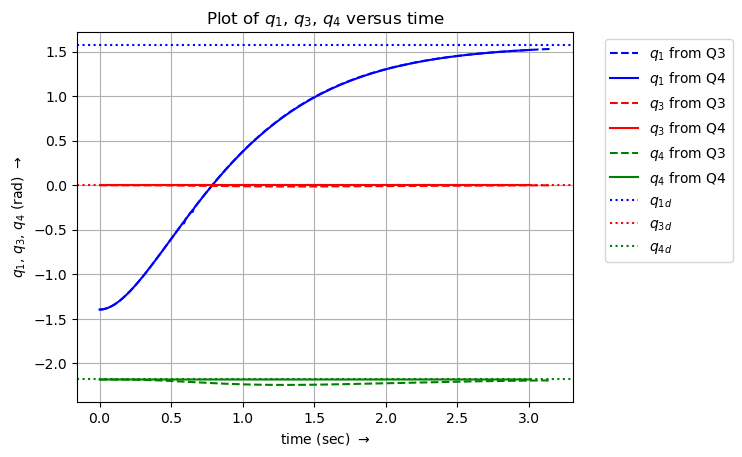 Plot of q₁, q₃, q₄ versus time
q₁, q₃, q₄ (rad) →
1.5
1.0
0.5
0.0
−0.5
−1.0
−1.5
−2.0
0.0 0.5 1.0 1.5 2.0 2.5 3.0
time (sec) →
q₁ from Q3
q₁ from Q4
q₃ from Q3
q₃ from Q4
q₄ from Q3
q₄ from Q4
q₁d
q₃d
q₄d